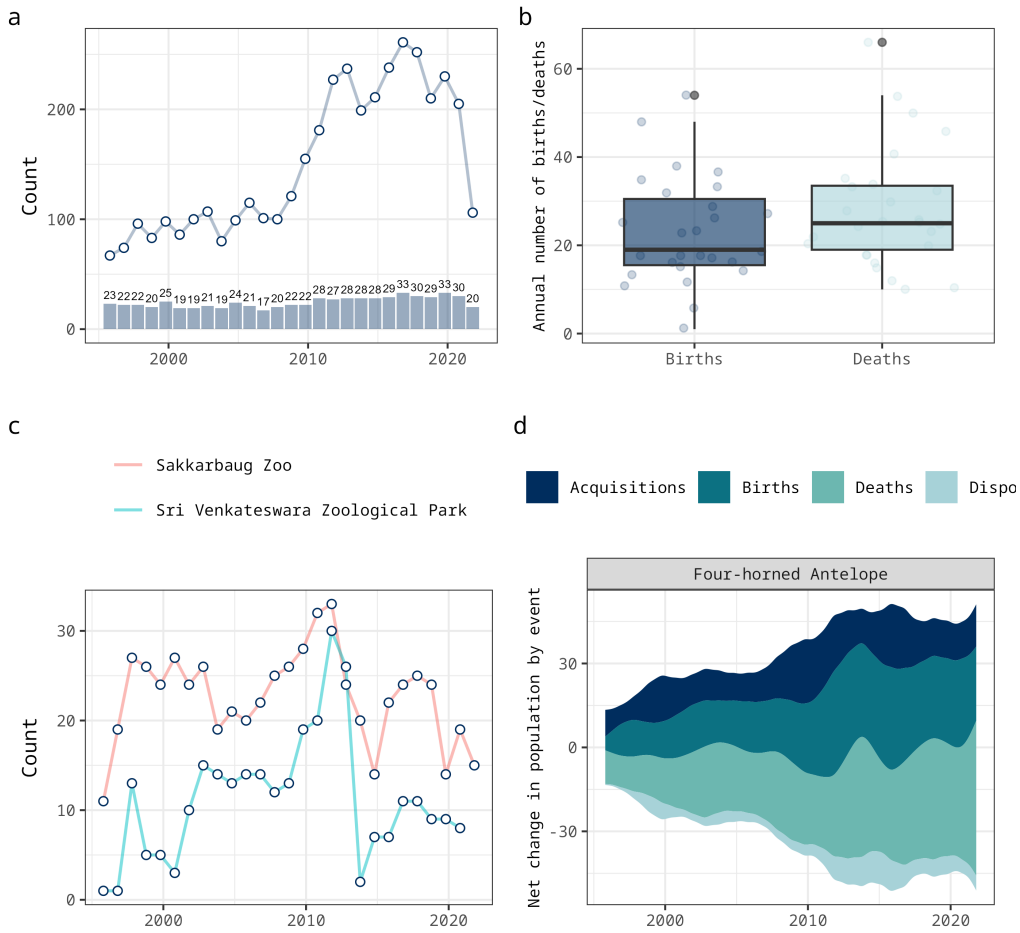 a
Count
200
100
0
23 22 22 20 25 19 19 21 19 24 21 17 20 22 22 28 27 28 28 28 29 33 30 29 33 30 20
2000 2010 2020
b
Annual number of births/deaths
60
40
20
0
Births Deaths
c
Sakkarbaug Zoo
Sri Venkateswara Zoological Park
Count
30
20
10
0
2000 2010 2020
d
Acquisitions Births Deaths Dispo
Four-horned Antelope
Net change in population by event
30
0
-30
2000 2010 2020